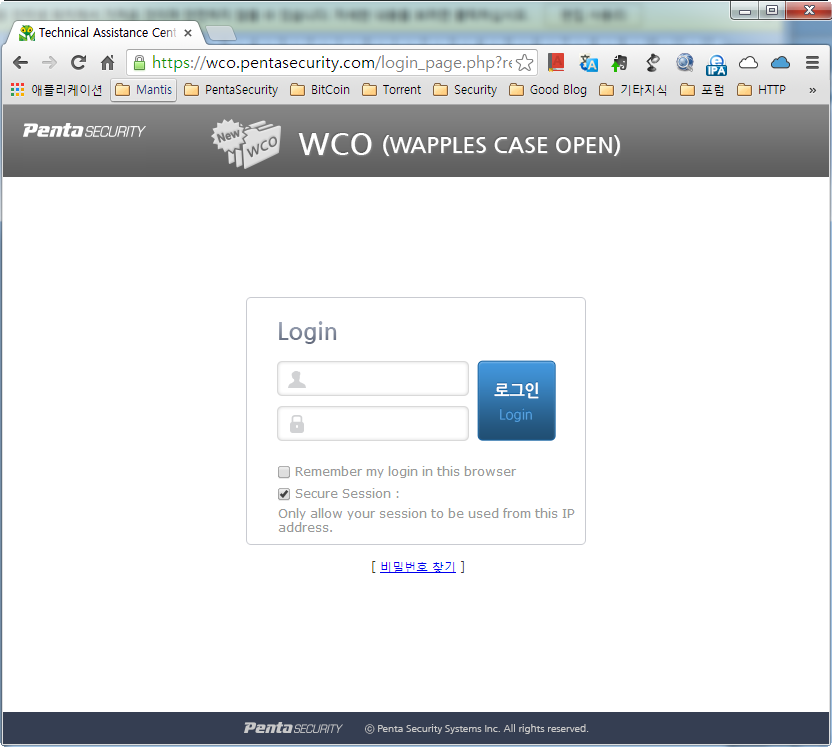 Technical Assistance Cent
https://wco.pentasecurity.com/login_page.php?re
애플리케이션 Mantis PentaSecurity BitCoin Torrent Security Good Blog 기타지식 포럼 HTTP »
IPA
Penta SECURITY
New WCO
WCO (WAPPLES CASE OPEN)
Login
로그인
Login
Remember my login in this browser
Secure Session :
Only allow your session to be used from this IP
address.
[ 비밀번호 찾기 ]
Penta SECURITY ⓒ Penta Security Systems Inc. All rights reserved.